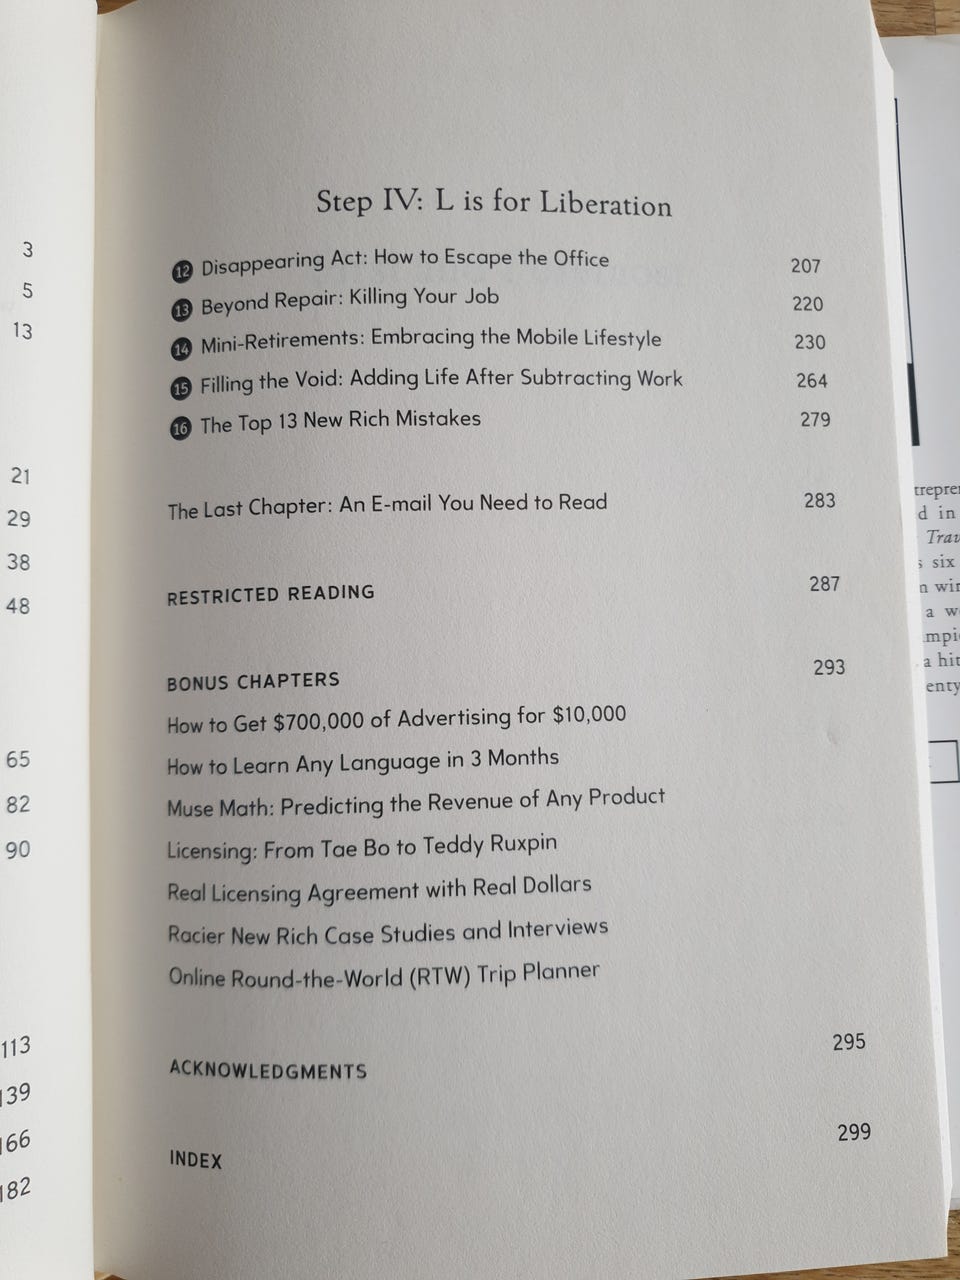 3
5
13
21
29
38
48
65
82
90
113
139
166
182
Step IV: L is for Liberation
12 Disappearing Act: How to Escape the Office 207
13 Beyond Repair: Killing Your Job 220
14 Mini-Retirements: Embracing the Mobile Lifestyle 230
15 Filling the Void: Adding Life After Subtracting Work 264
16 The Top 13 New Rich Mistakes 279
The Last Chapter: An E-mail You Need to Read 283
RESTRICTED READING 287
BONUS CHAPTERS 293
How to Get $700,000 of Advertising for $10,000
How to Learn Any Language in 3 Months
Muse Math: Predicting the Revenue of Any Product
Licensing: From Tae Bo to Teddy Ruxpin
Real Licensing Agreement with Real Dollars
Racier New Rich Case Studies and Interviews
Online Round-the-World (RTW) Trip Planner
ACKNOWLEDGMENTS 295
INDEX 299
d in
six
a
a hit